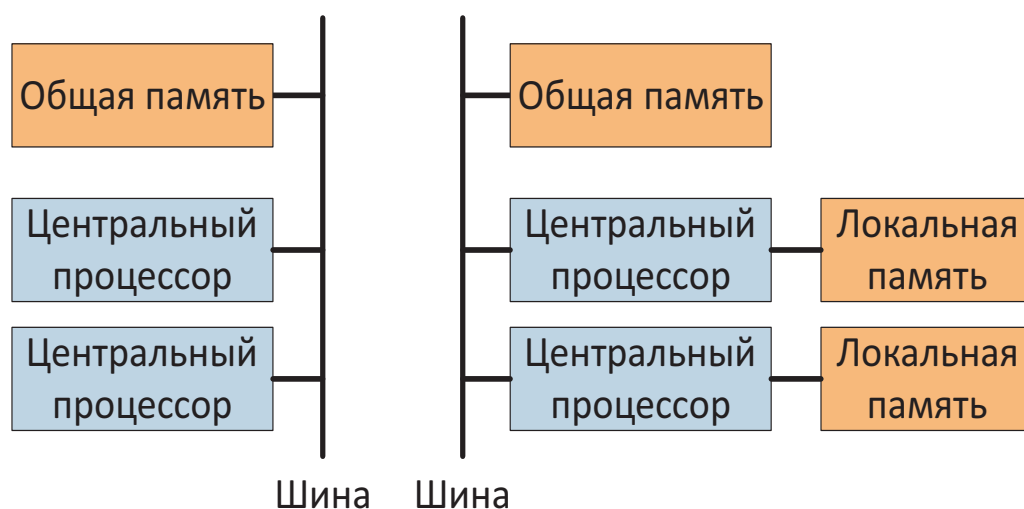 Общая память
Центральный
процессор
Центральный
процессор
Шина
Общая память
Центральный
процессор
Локальная
память
Центральный
процессор
Локальная
память
Шина